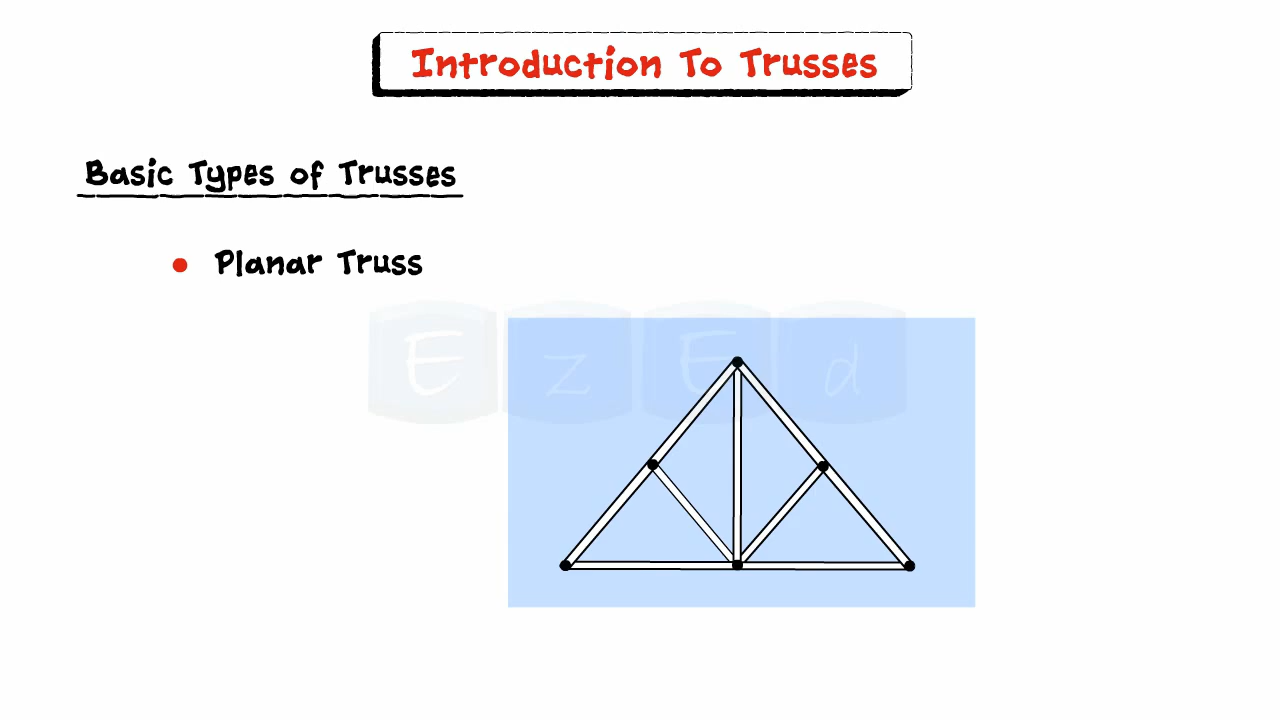 Introduction To Trusses
Basic Types of Trusses
• Planar Truss
E z E d